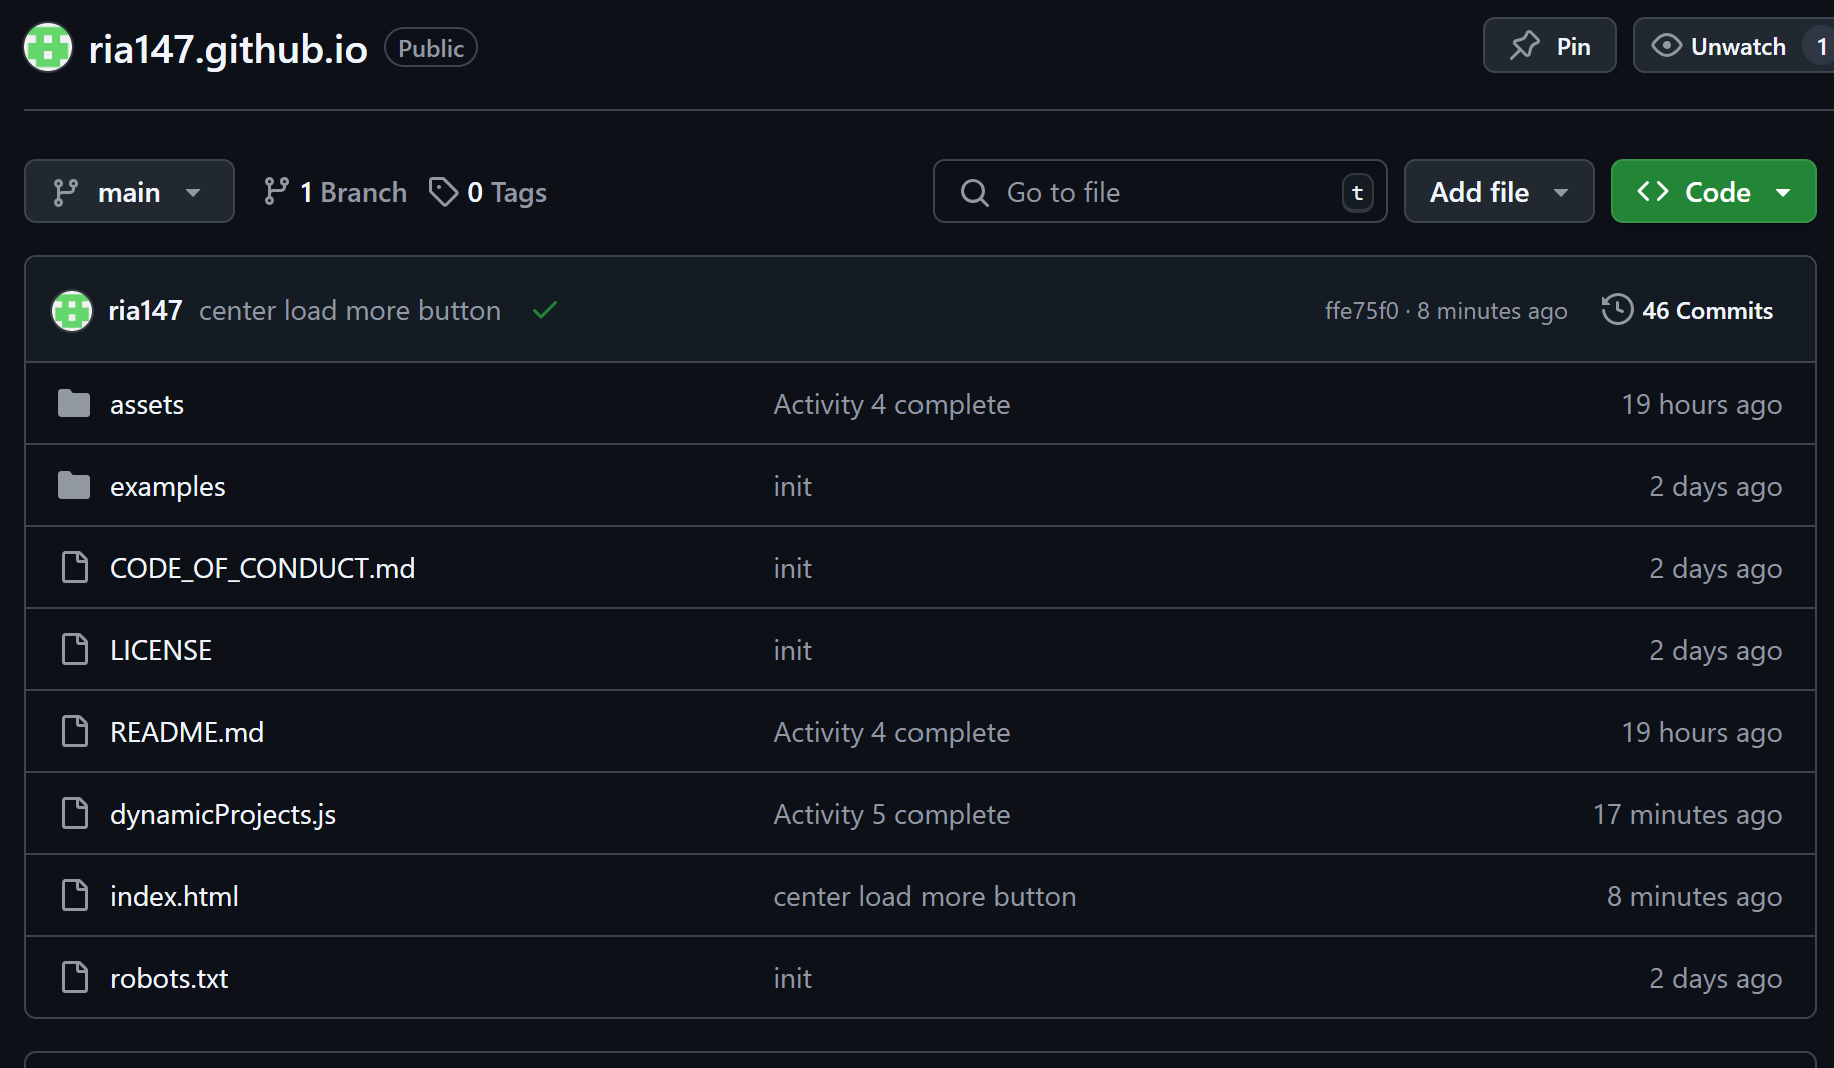 ria147.github.io Public Pin Unwatch 1
main 1 Branch 0 Tags Go to file t Add file Code
ria147 center load more button ffe75f0 · 8 minutes ago 46 Commits
assets Activity 4 complete 19 hours ago
examples init 2 days ago
CODE_OF_CONDUCT.md init 2 days ago
LICENSE init 2 days ago
README.md Activity 4 complete 19 hours ago
dynamicProjects.js Activity 5 complete 17 minutes ago
index.html center load more button 8 minutes ago
robots.txt init 2 days ago